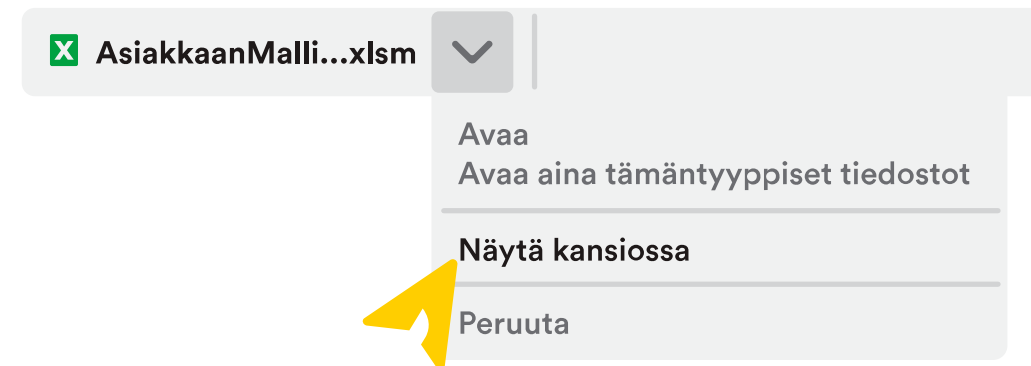 X AsiakkaanMalli...xlsm
Avaa
Avaa aina tämäntyyppiset tiedostot
Näytä kansiossa
Peruuta